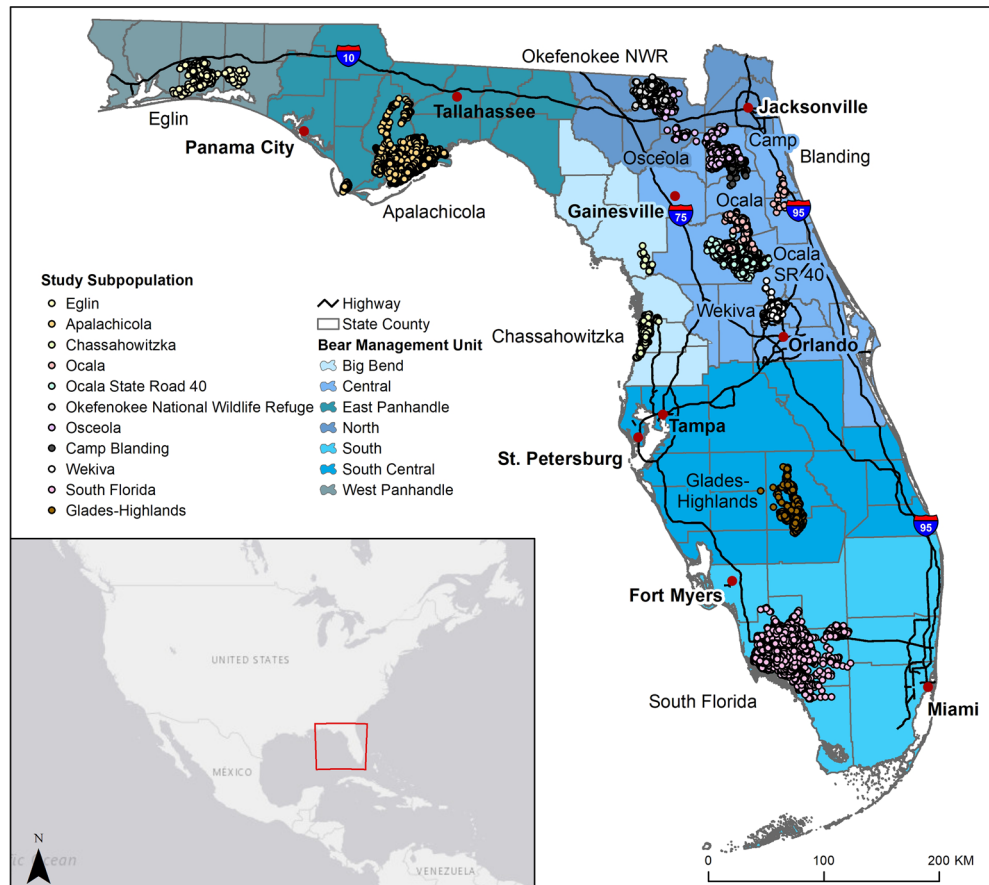 Okefenokee NWR
10
Tallahassee
Jacksonville
Eglin
Panama City
Camp
Blanding
Osceola
Apalachicola
Gainesville
Ocala
75
95
Ocala
SR 40
Wekiva
Chassahowitzka
Orlando
Tampa
St. Petersburg
Glades-
Highlands
95
Fort Myers
South Florida
Miami
Study Subpopulation
Eglin
Apalachicola
Chassahowitzka
Ocala
Ocala State Road 40
Okefenokee National Wildlife Refuge
Osceola
Camp Blanding
Wekiva
South Florida
Glades-Highlands
Highway
State County
Bear Management Unit
Big Bend
Central
East Panhandle
North
South
South Central
West Panhandle
UNITED STATES
MÉXICO
VENEZUELA
fic Ocean
N
0 100 200 KM